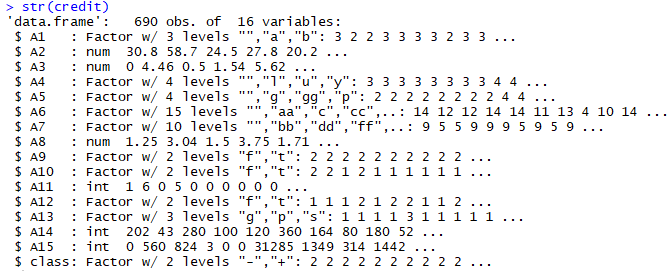 > str(credit)
'data.frame':   690 obs. of  16 variables:
 $ A1   : Factor w/ 3 levels "","a","b": 3 2 2 3 3 3 3 2 3 3 ...
 $ A2   : num  30.8 58.7 24.5 27.8 20.2 ...
 $ A3   : num  0 4.46 0.5 1.54 5.62 ...
 $ A4   : Factor w/ 4 levels "","l","u","y": 3 3 3 3 3 3 3 3 4 4 ...
 $ A5   : Factor w/ 4 levels "","g","gg","p": 2 2 2 2 2 2 2 2 4 4 ...
 $ A6   : Factor w/ 15 levels "","aa","c","cc",..: 14 12 12 14 14 11 13 4 10 14 ...
 $ A7   : Factor w/ 10 levels "","bb","dd","ff",..: 9 5 5 9 9 9 5 9 5 9 ...
 $ A8   : num  1.25 3.04 1.5 3.75 1.71 ...
 $ A9   : Factor w/ 2 levels "f","t": 2 2 2 2 2 2 2 2 2 2 ...
 $ A10  : Factor w/ 2 levels "f","t": 2 2 1 2 1 1 1 1 1 1 ...
 $ A11  : int  1 6 0 5 0 0 0 0 0 0 ...
 $ A12  : Factor w/ 2 levels "f","t": 1 1 1 2 1 2 2 1 1 2 ...
 $ A13  : Factor w/ 3 levels "g","p","s": 1 1 1 1 3 1 1 1 1 1 ...
 $ A14  : int  202 43 280 100 120 360 164 80 180 52 ...
 $ A15  : int  0 560 824 3 0 0 31285 1349 314 1442 ...
 $ class: Factor w/ 2 levels "-","+": 2 2 2 2 2 2 2 2 2 2 ...